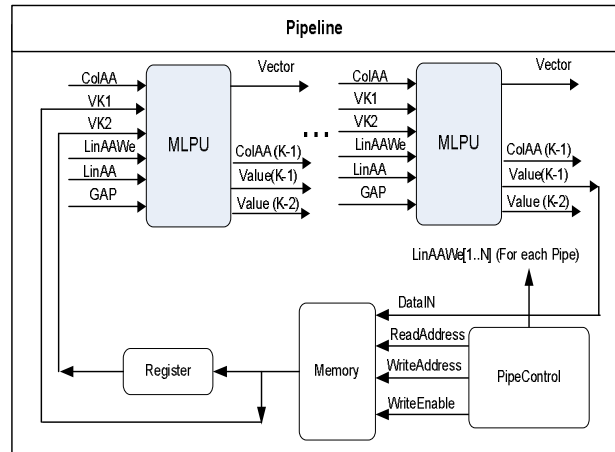 Pipeline
ColAA
VK1
VK2
LinAAWe
LinAA
GAP
MLPU
Vector
ColAA (K-1)
Value(K-1)
Value (K-2)
...
ColAA
VK1
VK2
LinAAWe
LinAA
GAP
MLPU
Vector
ColAA (K-1)
Value(K-1)
Value (K-2)
LinAAWe[1..N] (For each Pipe)
Register
Memory
DataIN
ReadAddress
WriteAddress
WriteEnable
PipeControl